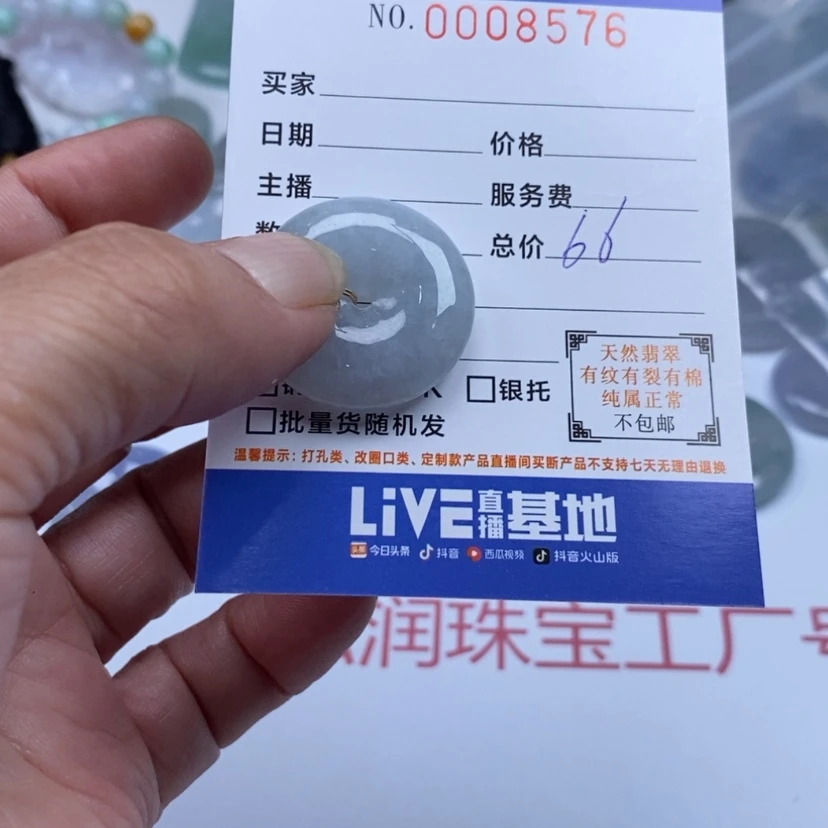 NO. 0008576
买家
日期 价格
主播 服务费
总价 66
银托
批量货随机发
天然翡翠
有纹有裂有棉
纯属正常
不包邮
温馨提示：打孔类、改圈口类、定制款产品直播间买断产品不支持七天无理由退换
LiVE直播基地
头条 今日头条 抖音 西瓜视频 抖音火山版
润珠宝工厂号